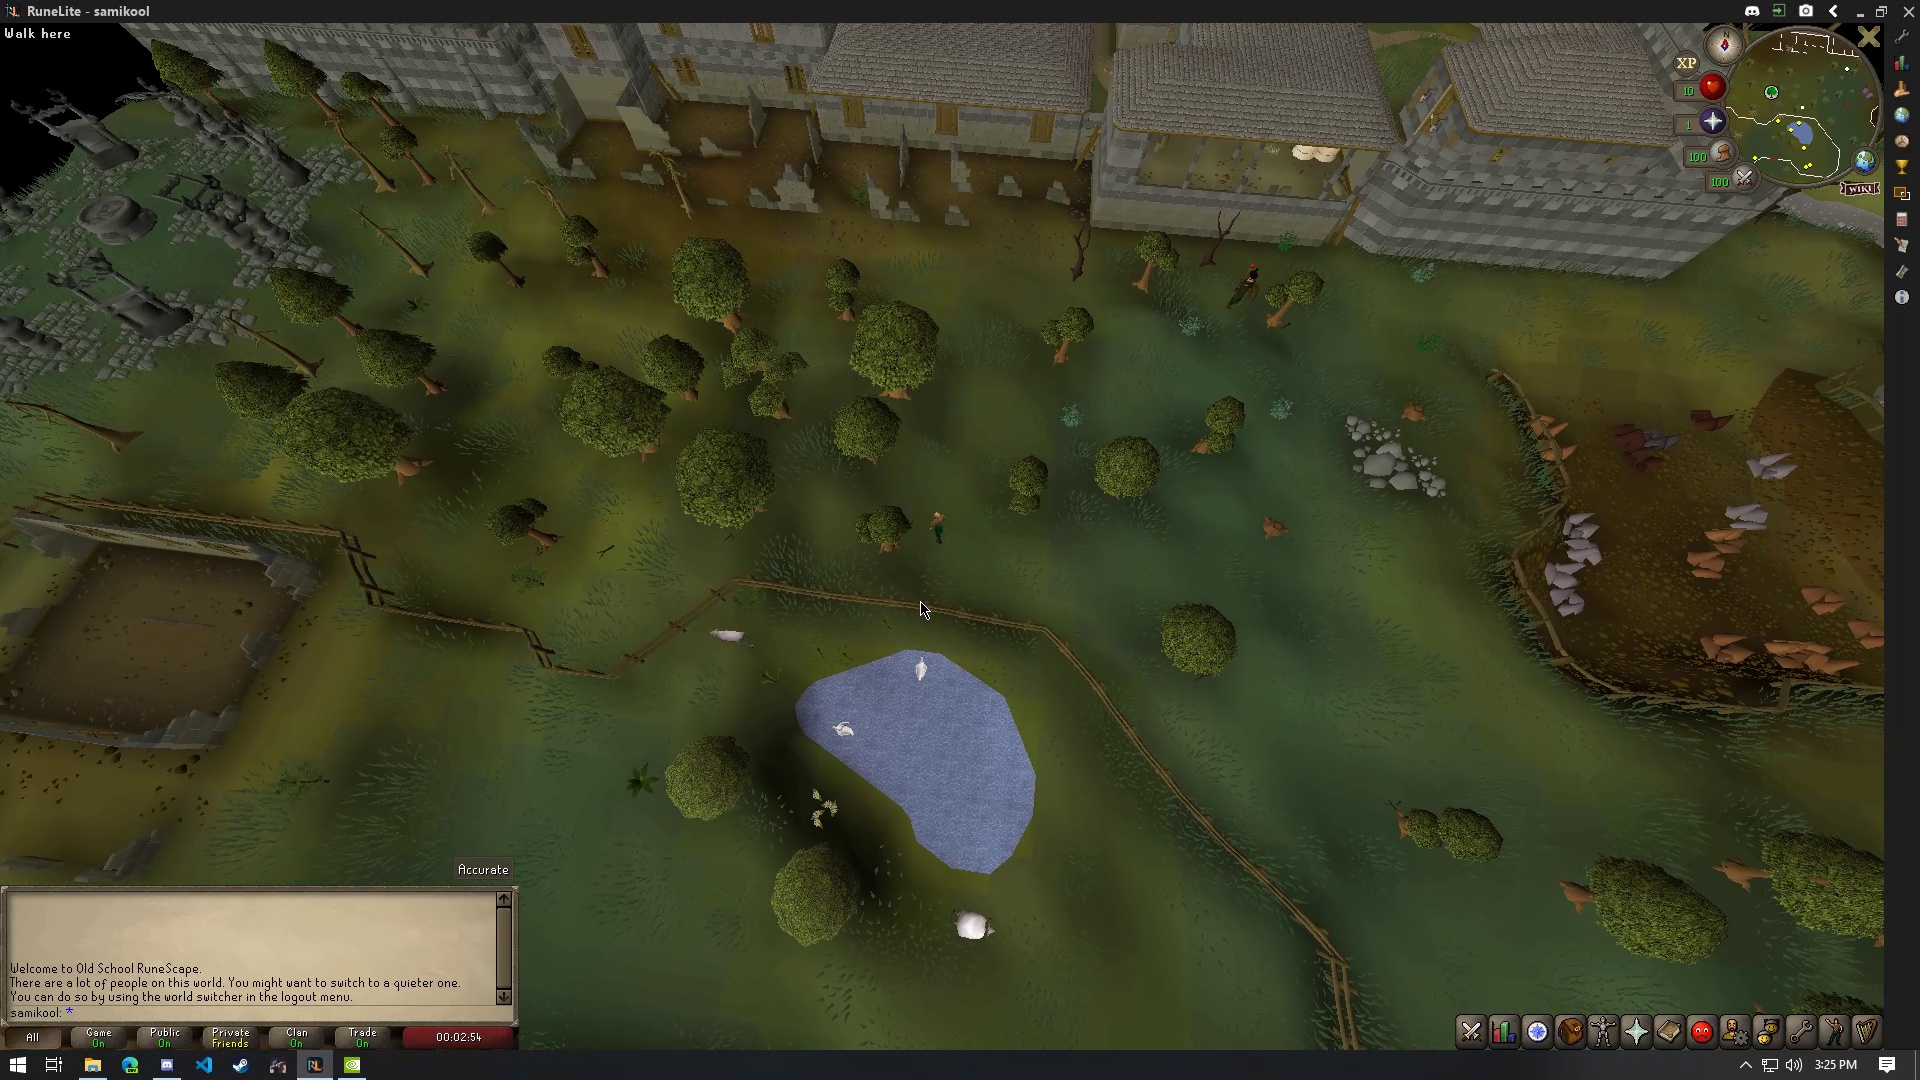 RuneLite - samikool
Walk here
N
XP
10
1
100
100
WIKI
Accurate
Welcome to Old School RuneScape.
There are a lot of people on this world. You might want to switch to a quieter one.
You can do so by using the world switcher in the logout menu.
samikool: *
All
Game
On
Public
On
Private
Friends
Clan
On
Trade
On
00:02:54
3:25 PM